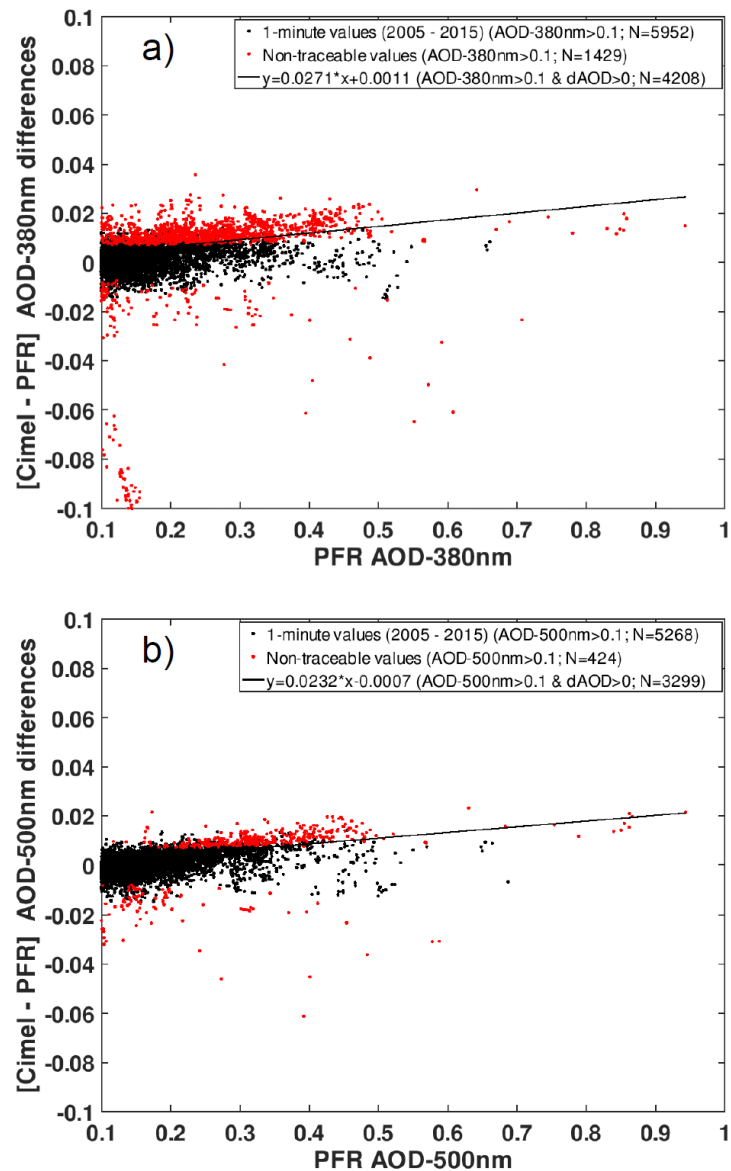 a)
1-minute values (2005 - 2015) (AOD-380nm>0.1; N=5952)
Non-traceable values (AOD-380nm>0.1; N=1429)
y=0.0271*x+0.0011 (AOD-380nm>0.1 & dAOD>0; N=4208)
[Cimel - PFR] AOD-380nm differences
0.1
0.08
0.06
0.04
0.02
0
-0.02
-0.04
-0.06
-0.08
-0.1
0.1 0.2 0.3 0.4 0.5 0.6 0.7 0.8 0.9 1
PFR AOD-380nm
b)
1-minute values (2005 - 2015) (AOD-500nm>0.1; N=5268)
Non-traceable values (AOD-500nm>0.1; N=424)
y=0.0232*x-0.0007 (AOD-500nm>0.1 & dAOD>0; N=3299)
[Cimel - PFR] AOD-500nm differences
0.1
0.08
0.06
0.04
0.02
0
-0.02
-0.04
-0.06
-0.08
-0.1
0.1 0.2 0.3 0.4 0.5 0.6 0.7 0.8 0.9 1
PFR AOD-500nm